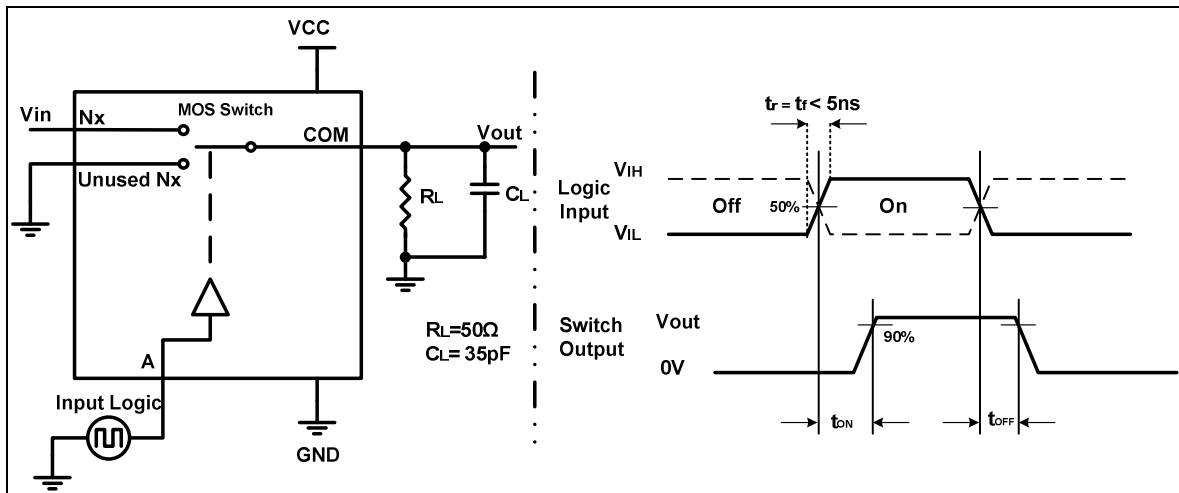 VCC
Vin
Nx
MOS Switch
COM
Vout
Unused Nx
RL
CL
A
Input Logic
GND
RL=50Ω
CL= 35pF
tr = tf < 5ns
Logic
Input
VIH
VIL
Off
50%
On
Switch
Output
Vout
0V
90%
tON
tOFF